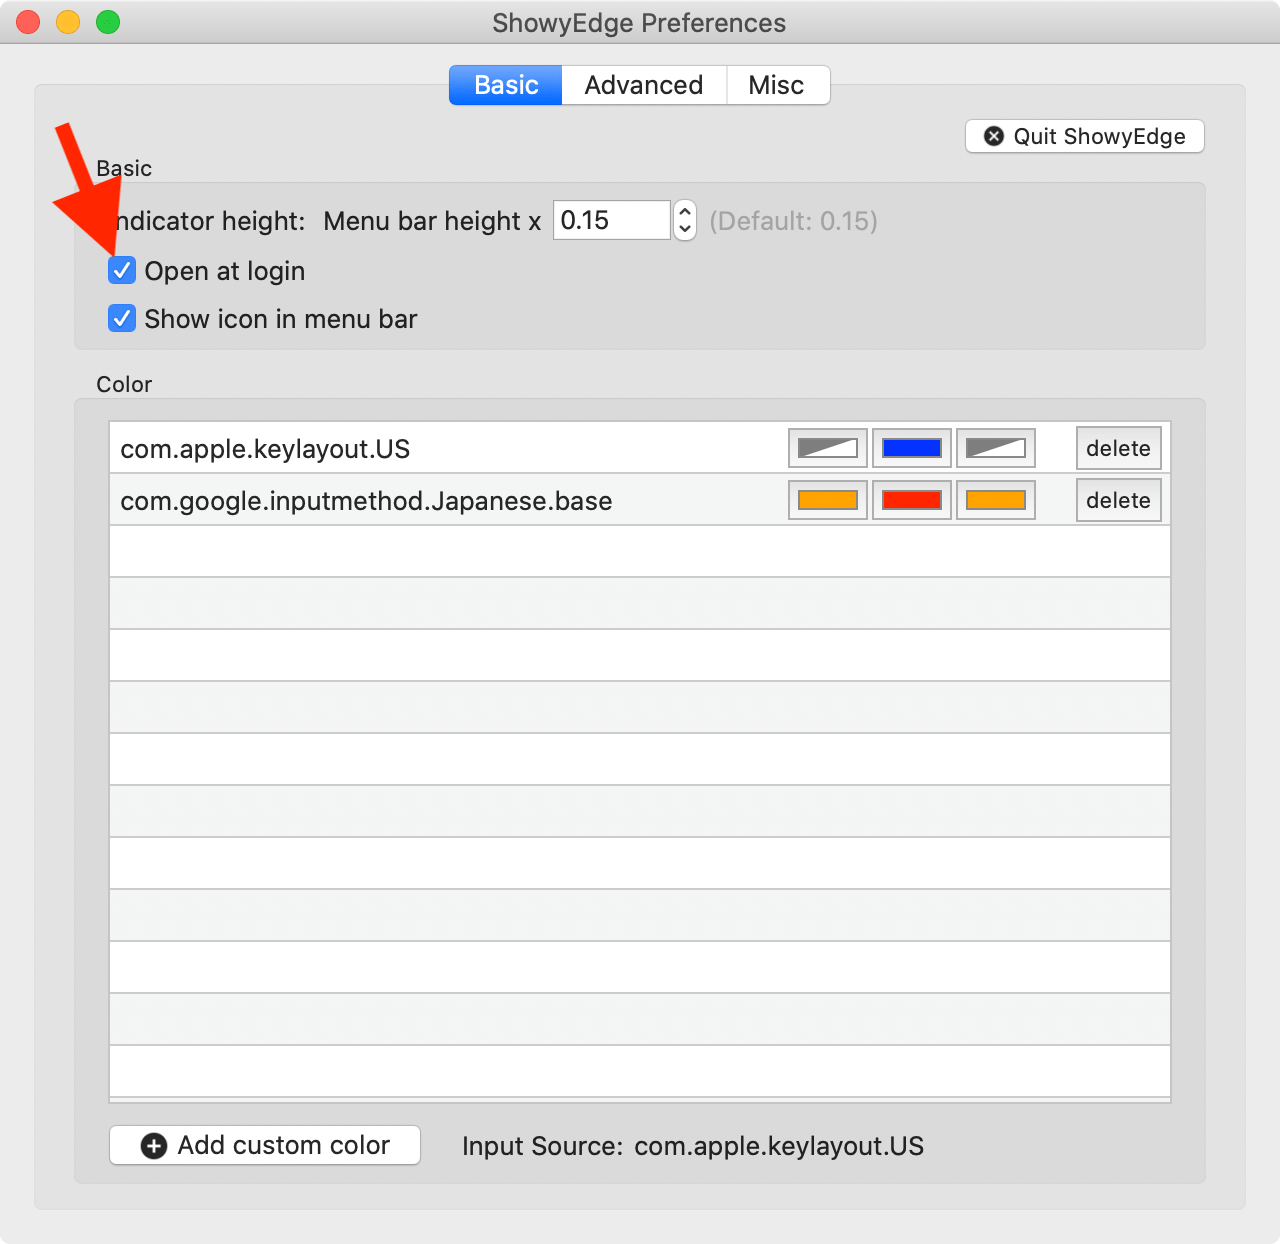 ShowyEdge Preferences
Basic Advanced Misc
Quit ShowyEdge
Basic
ndicator height: Menu bar height x 0.15 (Default: 0.15)
Open at login
Show icon in menu bar
Color
com.apple.keylayout.US delete
com.google.inputmethod.Japanese.base delete
Add custom color Input Source: com.apple.keylayout.US